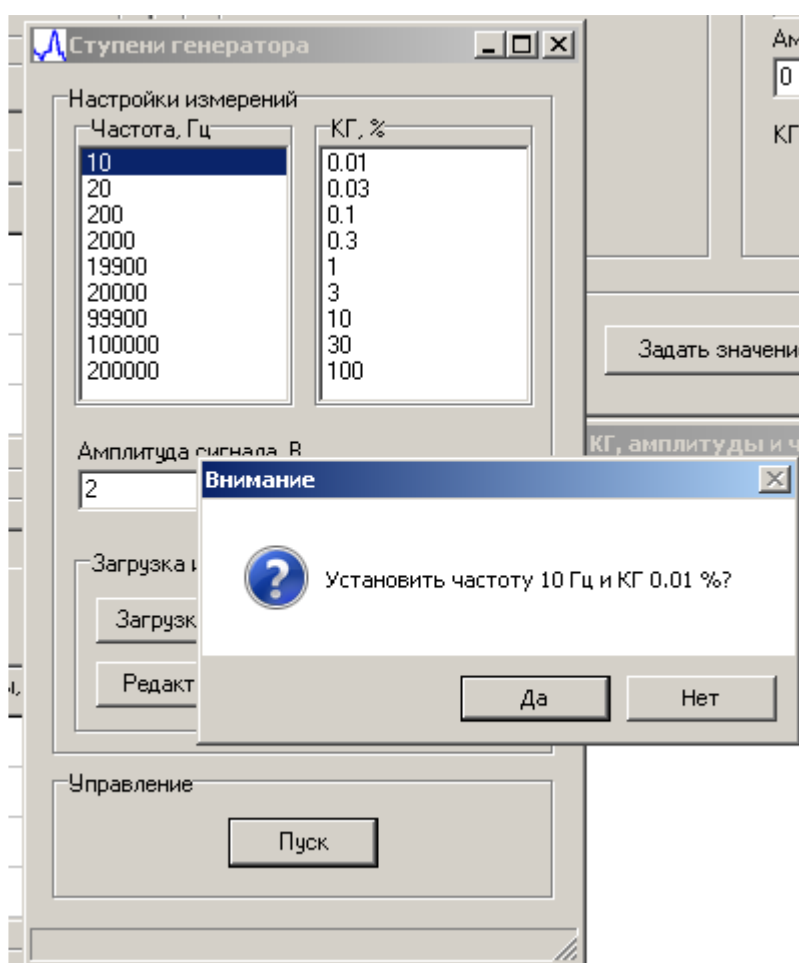 Ступени генератора
Ам
0
КГ
Настройки измерений
Частота, Гц
10
20
200
2000
19900
20000
99900
100000
200000
КГ, %
0.01
0.03
0.1
0.3
1
3
10
30
100
Задать значени
Амплитуда сигнала, В
2
КГ, амплитуды и ч
Внимание
Установить частоту 10 Гц и КГ 0.01 %?
Да
Нет
Загрузка и
Загрузк
Редакт
ы,
Управление
Пуск